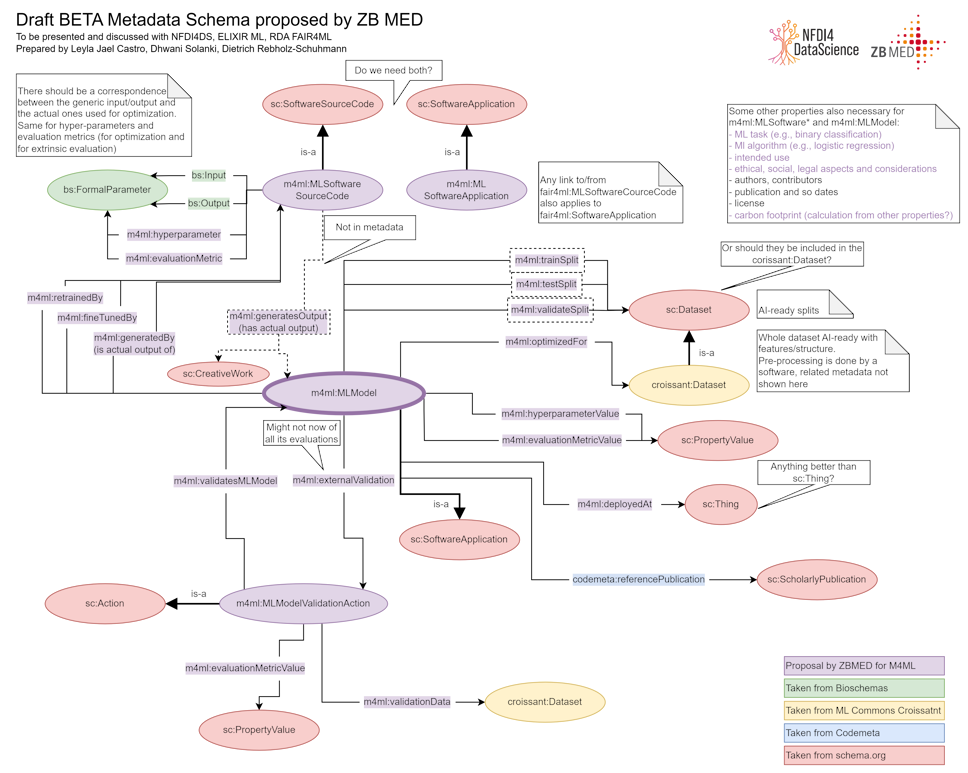 Draft BETA Metadata Schema proposed by ZB MED
To be presented and discussed with NFDI4DS, ELIXIR ML, RDA FAIR4ML
Prepared by Leyla Jael Castro, Dhwani Solanki, Dietrich Rebholz-Schuhmann
NFDI4
DataScience
ZB MED
There should be a correspondence
between the generic input/output and
the actual ones used for optimization.
Same for hyper-parameters and
evaluation metrics (for optimization and
for extrinsic evaluation)
Do we need both?
sc:SoftwareSourceCode
sc:SoftwareApplication
is-a
is-a
Some other properties also necessary for
m4ml:MLSoftware* and m4ml:MLModel:
- ML task (e.g., binary classification)
- Ml algorithm (e.g., logistic regression)
- intended use
- ethical, social, legal aspects and considerations
- authors, contributors
- publication and so dates
- license
- carbon footprint (calculation from other properties?)
bs:FormalParameter
bs:Input
bs:Output
m4ml:MLSoftware
SourceCode
m4ml:ML
SoftwareApplication
Any link to/from
fair4ml:MLSoftwareCourceCode
also applies to
fair4ml:SoftwareApplication
m4ml:hyperparameter
m4ml:evaluationMetric
Not in metadata
Or should they be included in the
corissant:Dataset?
m4ml:trainSplit
m4ml:testSplit
m4ml:validateSplit
sc:Dataset
AI-ready splits
m4ml:retrainedBy
m4ml:fineTunedBy
m4ml:generatedBy
(is actual output of)
m4ml:generatesOutput
(has actual output)
m4ml:optimizedFor
is-a
Whole dataset AI-ready with
features/structure.
Pre-processing is done by a
software, related metadata not
shown here
sc:CreativeWork
m4ml:MLModel
croissant:Dataset
m4ml:hyperparameterValue
m4ml:evaluationMetricValue
sc:PropertyValue
Might not now of
all its evaluations
m4ml:validatesMLModel
m4ml:externalValidation
Anything better than
sc:Thing?
is-a
m4ml:deployedAt
sc:Thing
sc:SoftwareApplication
codemeta:referencePublication
sc:ScholarlyPublication
sc:Action
is-a
m4ml:MLModelValidationAction
m4ml:evaluationMetricValue
m4ml:validationData
croissant:Dataset
sc:PropertyValue
Proposal by ZBMED for M4ML
Taken from Bioschemas
Taken from ML Commons Croissatnt
Taken from Codemeta
Taken from schema.org